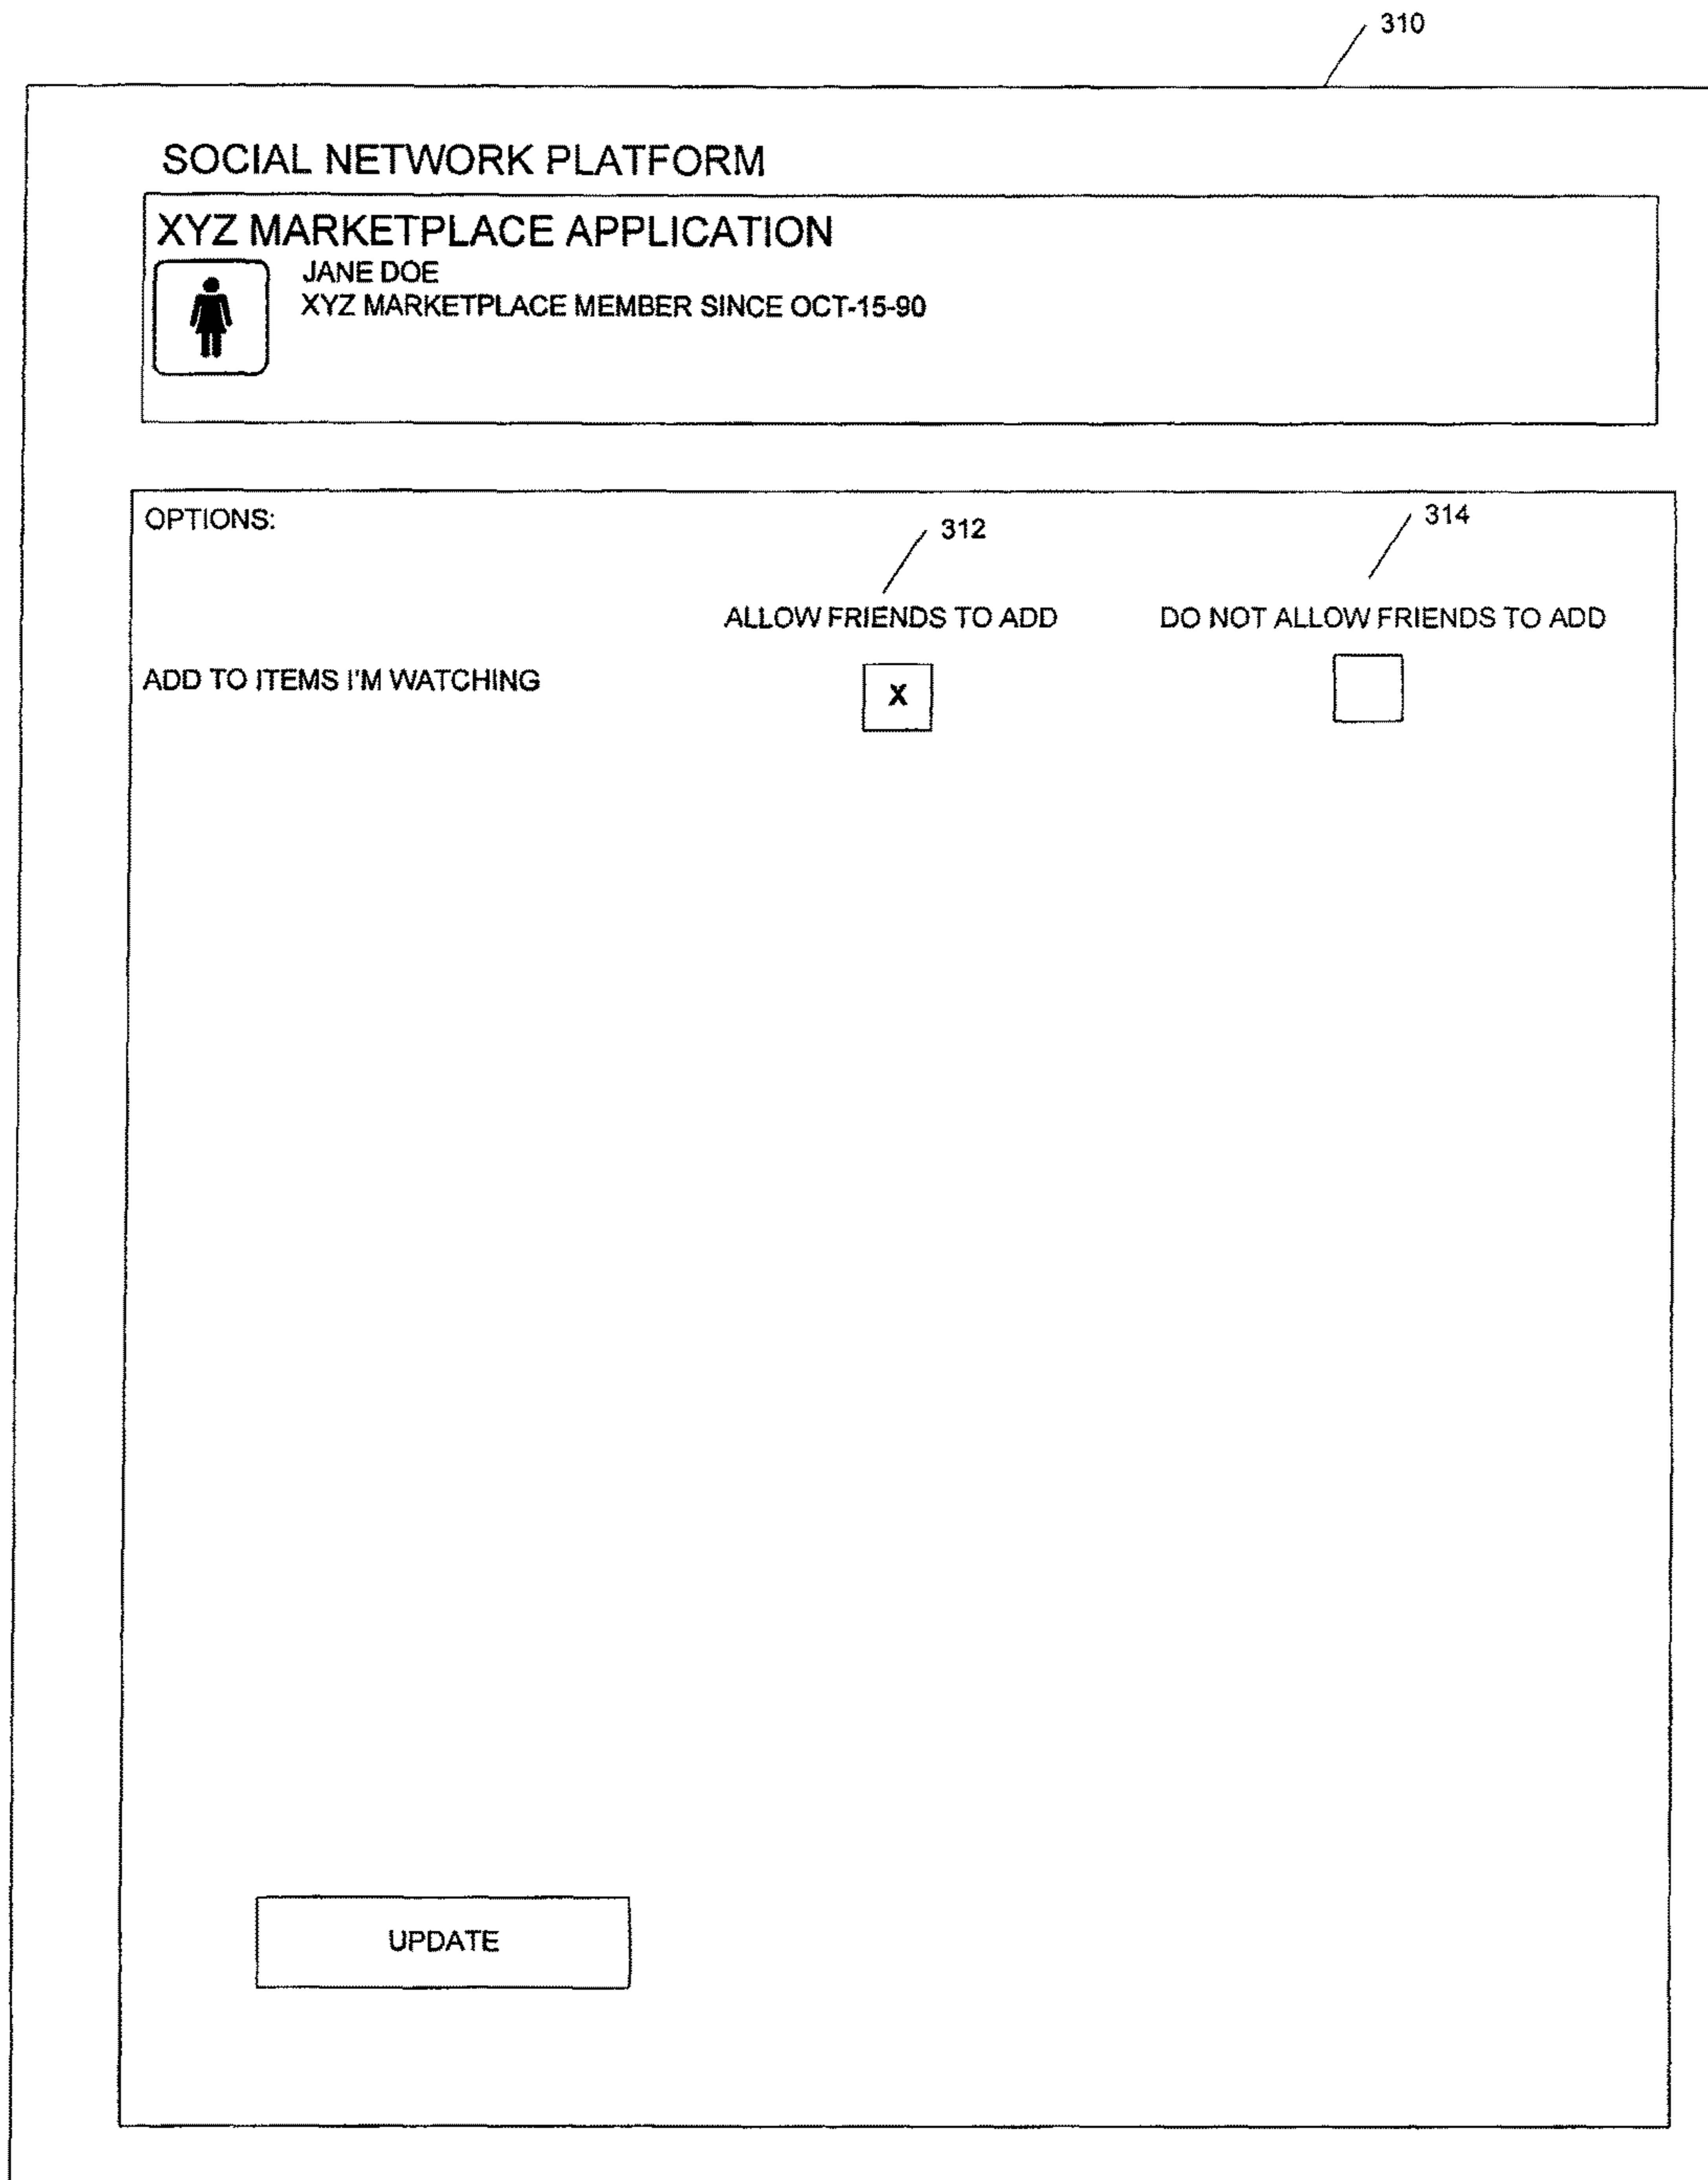 310
SOCIAL NETWORK PLATFORM
XYZ MARKETPLACE APPLICATION
JANE DOE
XYZ MARKETPLACE MEMBER SINCE OCT-15-90
OPTIONS:
312
314
ALLOW FRIENDS TO ADD
DO NOT ALLOW FRIENDS TO ADD
ADD TO ITEMS I'M WATCHING
X
UPDATE